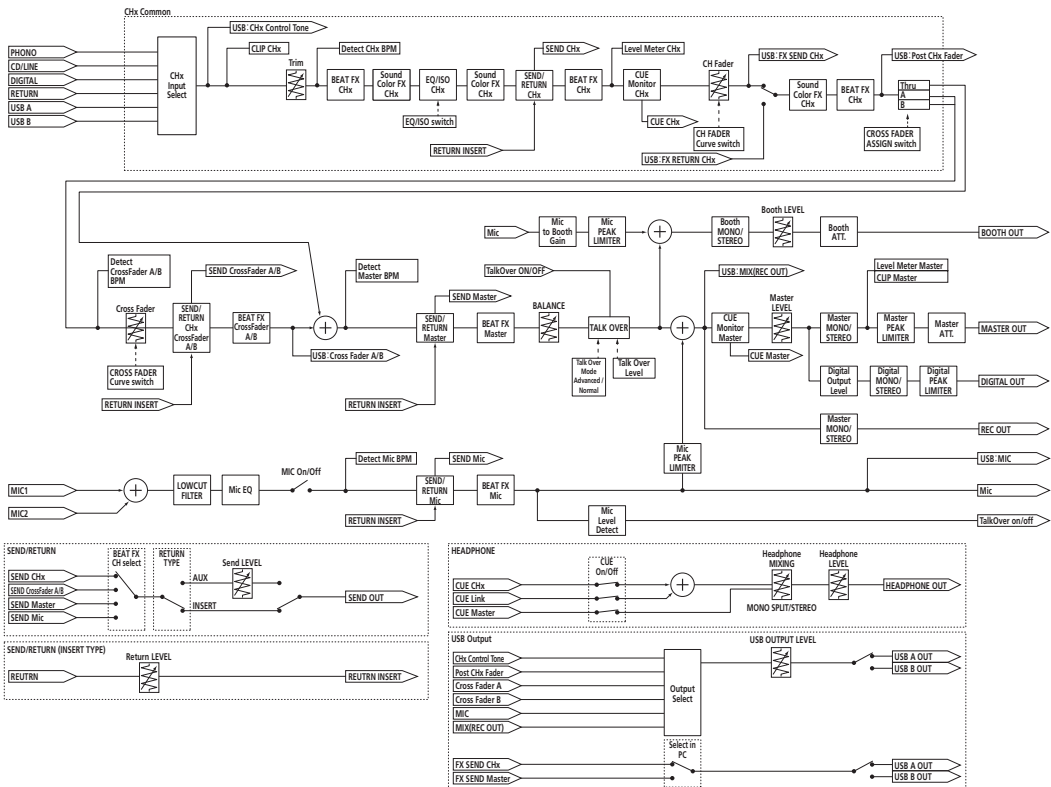 CHx Common
USB:CHx Control Tone
CLIP CHx
Detect CHx BPM
SEND CHx
Level Meter CHx
USB:FX SEND CHx
USB:Post CHx Fader
PHONO
CD/LINE
DIGITAL
RETURN
USB A
USB B
CHx
Input
Select
Trim
BEAT FX
CHx
Sound
Color FX
CHx
EQ/ISO
CHx
Sound
Color FX
CHx
SEND/
RETURN
CHx
BEAT FX
CHx
CUE
Monitor
CHx
CH Fader
Sound
Color FX
CHx
BEAT FX
CHx
Thru
A
B
EQ/ISO switch
RETURN INSERT
CUE CHx
CH FADER
Curve switch
USB:FX RETURN CHx
CROSS FADER
ASSIGN switch
Mic
Mic
to Booth
Gain
Mic
PEAK
LIMITER
Booth
MONO/
STEREO
Booth LEVEL
Booth
ATT.
BOOTH OUT
Detect
CrossFader A/B
BPM
SEND CrossFader A/B
Detect
Master BPM
TalkOver ON/OFF
USB:MIX(REC OUT)
Level Meter Master
CLIP Master
Cross Fader
SEND/
RETURN
CHx
CrossFader
A/B
BEAT FX
CrossFader
A/B
SEND Master
SEND/
RETURN
Master
BEAT FX
Master
BALANCE
TALK OVER
CUE
Monitor
Master
Master
LEVEL
Master
MONO/
STEREO
Master
PEAK
LIMITER
Master
ATT.
MASTER OUT
CROSS FADER
Curve switch
USB:Cross Fader A/B
CUE Master
RETURN INSERT
RETURN INSERT
Talk Over
Mode
Advanced /
Normal
Talk Over
Level
Digital
Output
Level
Digital
MONO/
STEREO
Digital
PEAK
LIMITER
DIGITAL OUT
Master
MONO/
STEREO
REC OUT
Mic
PEAK
LIMITER
USB:MIC
MIC1
MIC2
LOWCUT
FILTER
Mic EQ
MIC On/Off
Detect Mic BPM
SEND Mic
SEND/
RETURN
Mic
BEAT FX
Mic
Mic
RETURN INSERT
Mic
Level
Detect
TalkOver on/off
SEND/RETURN
BEAT FX
CH select
RETURN
TYPE
Send LEVEL
SEND CHx
SEND CrossFader A/B
SEND Master
SEND Mic
AUX
INSERT
SEND OUT
SEND/RETURN (INSERT TYPE)
Return LEVEL
REUTRN
REUTRN INSERT
HEADPHONE
CUE
On/Off
Headphone
MIXING
Headphone
LEVEL
CUE CHx
CUE Link
CUE Master
MONO SPLIT/STEREO
HEADPHONE OUT
USB Output
USB OUTPUT LEVEL
CHx Control Tone
Post CHx Fader
Cross Fader A
Cross Fader B
MIC
MIX(REC OUT)
Output
Select
USB A OUT
USB B OUT
Select in
PC
FX SEND CHx
FX SEND Master
USB A OUT
USB B OUT